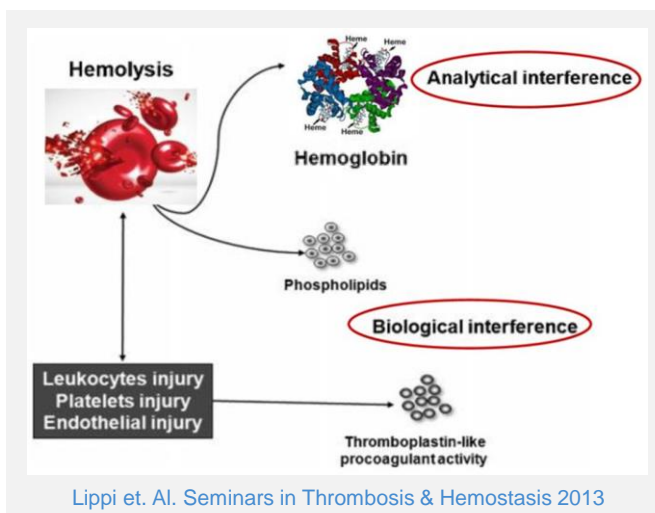 Hemolysis
Heme
Heme
Heme
Heme
Hemoglobin
Analytical interference
Phospholipids
Biological interference
Leukocytes injury
Platelets injury
Endothelial injury
Thromboplastin-like
procoagulant activity
Lippi et. Al. Seminars in Thrombosis & Hemostasis 2013